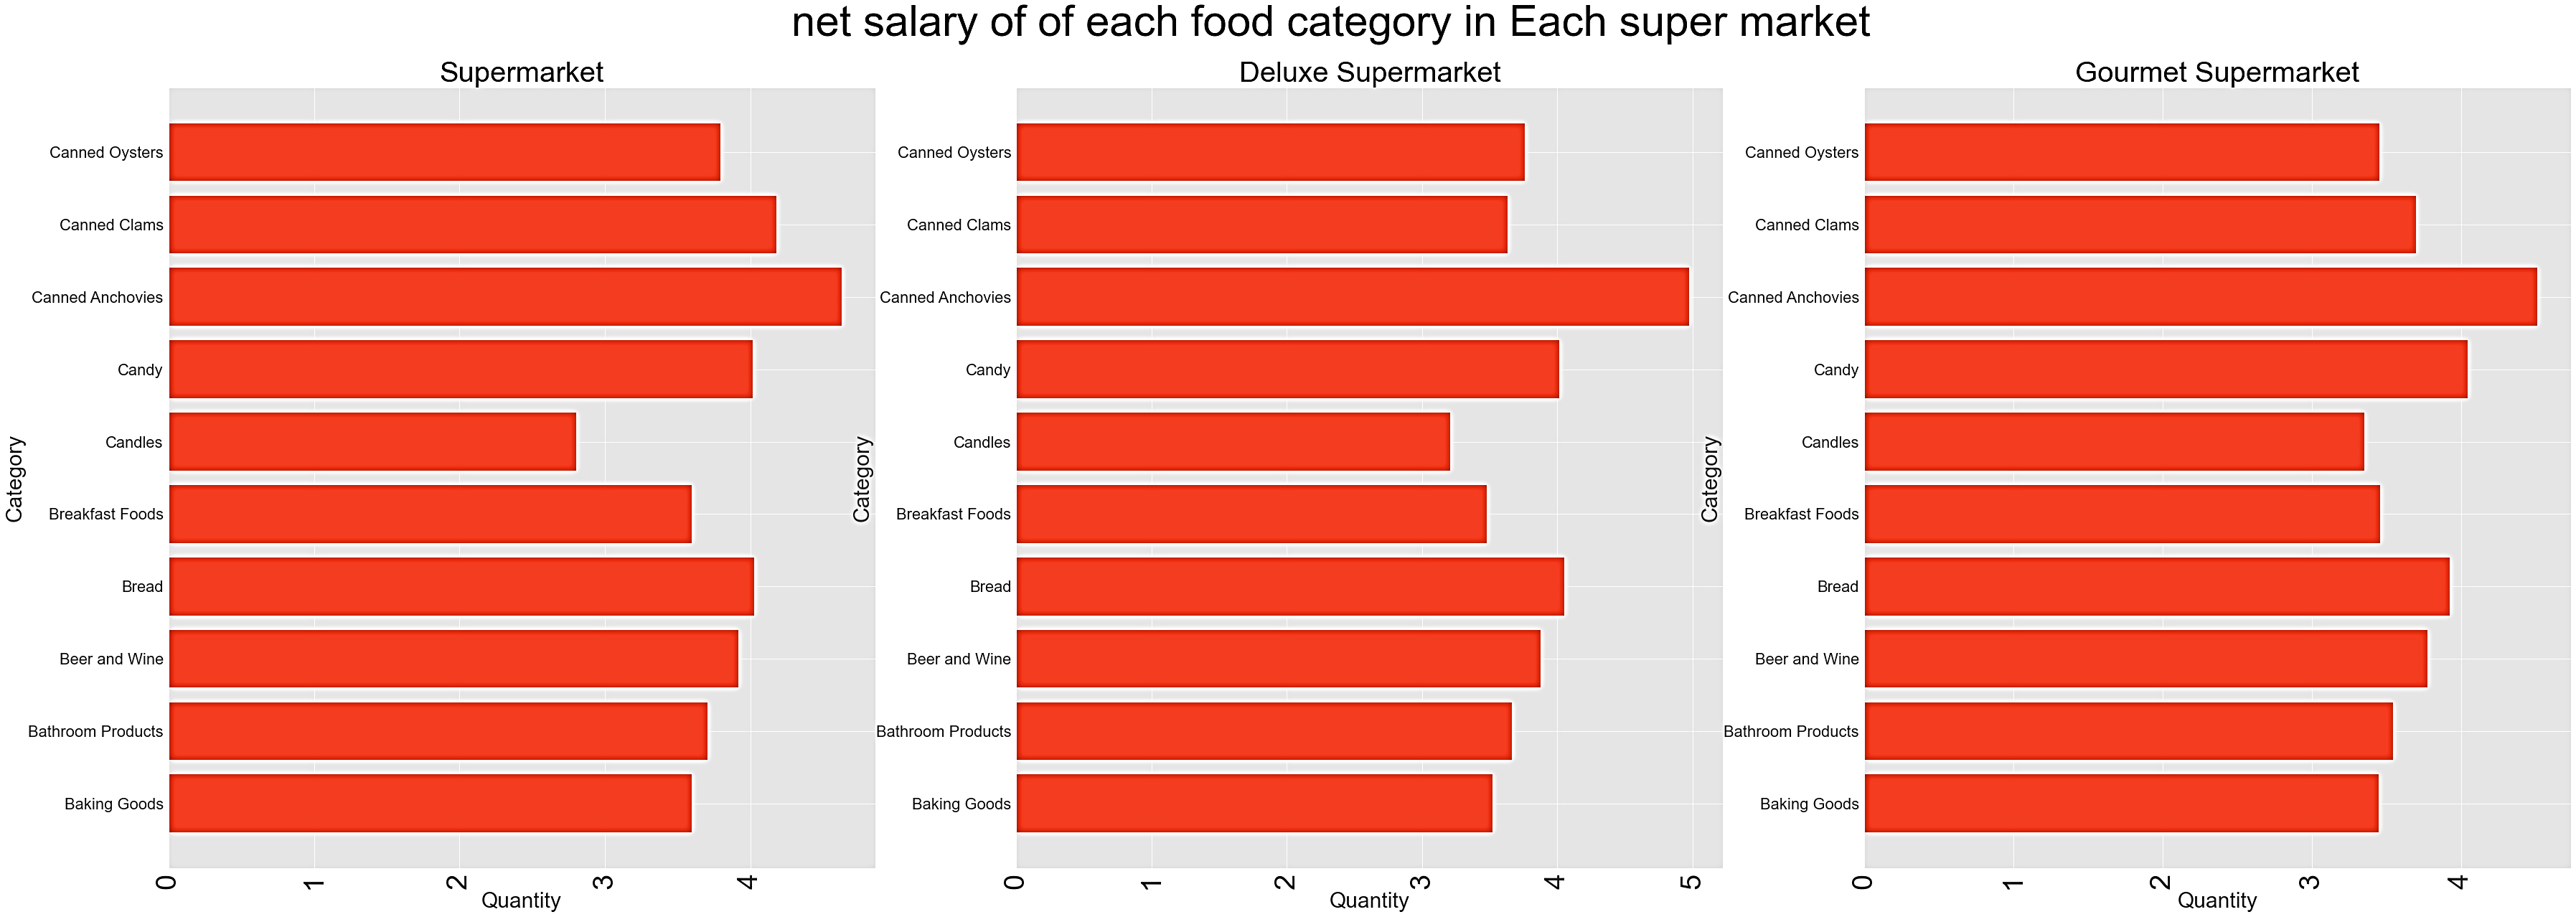 net salary of of each food category in Each super market
Supermarket
Canned Oysters
Canned Clams
Canned Anchovies
Candy
Candles
Breakfast Foods
Bread
Beer and Wine
Bathroom Products
Baking Goods
Category
0 1 2 3 4
Quantity
Deluxe Supermarket
Canned Oysters
Canned Clams
Canned Anchovies
Candy
Candles
Breakfast Foods
Bread
Beer and Wine
Bathroom Products
Baking Goods
Category
0 1 2 3 4 5
Quantity
Gourmet Supermarket
Canned Oysters
Canned Clams
Canned Anchovies
Candy
Candles
Breakfast Foods
Bread
Beer and Wine
Bathroom Products
Baking Goods
Category
0 1 2 3 4
Quantity